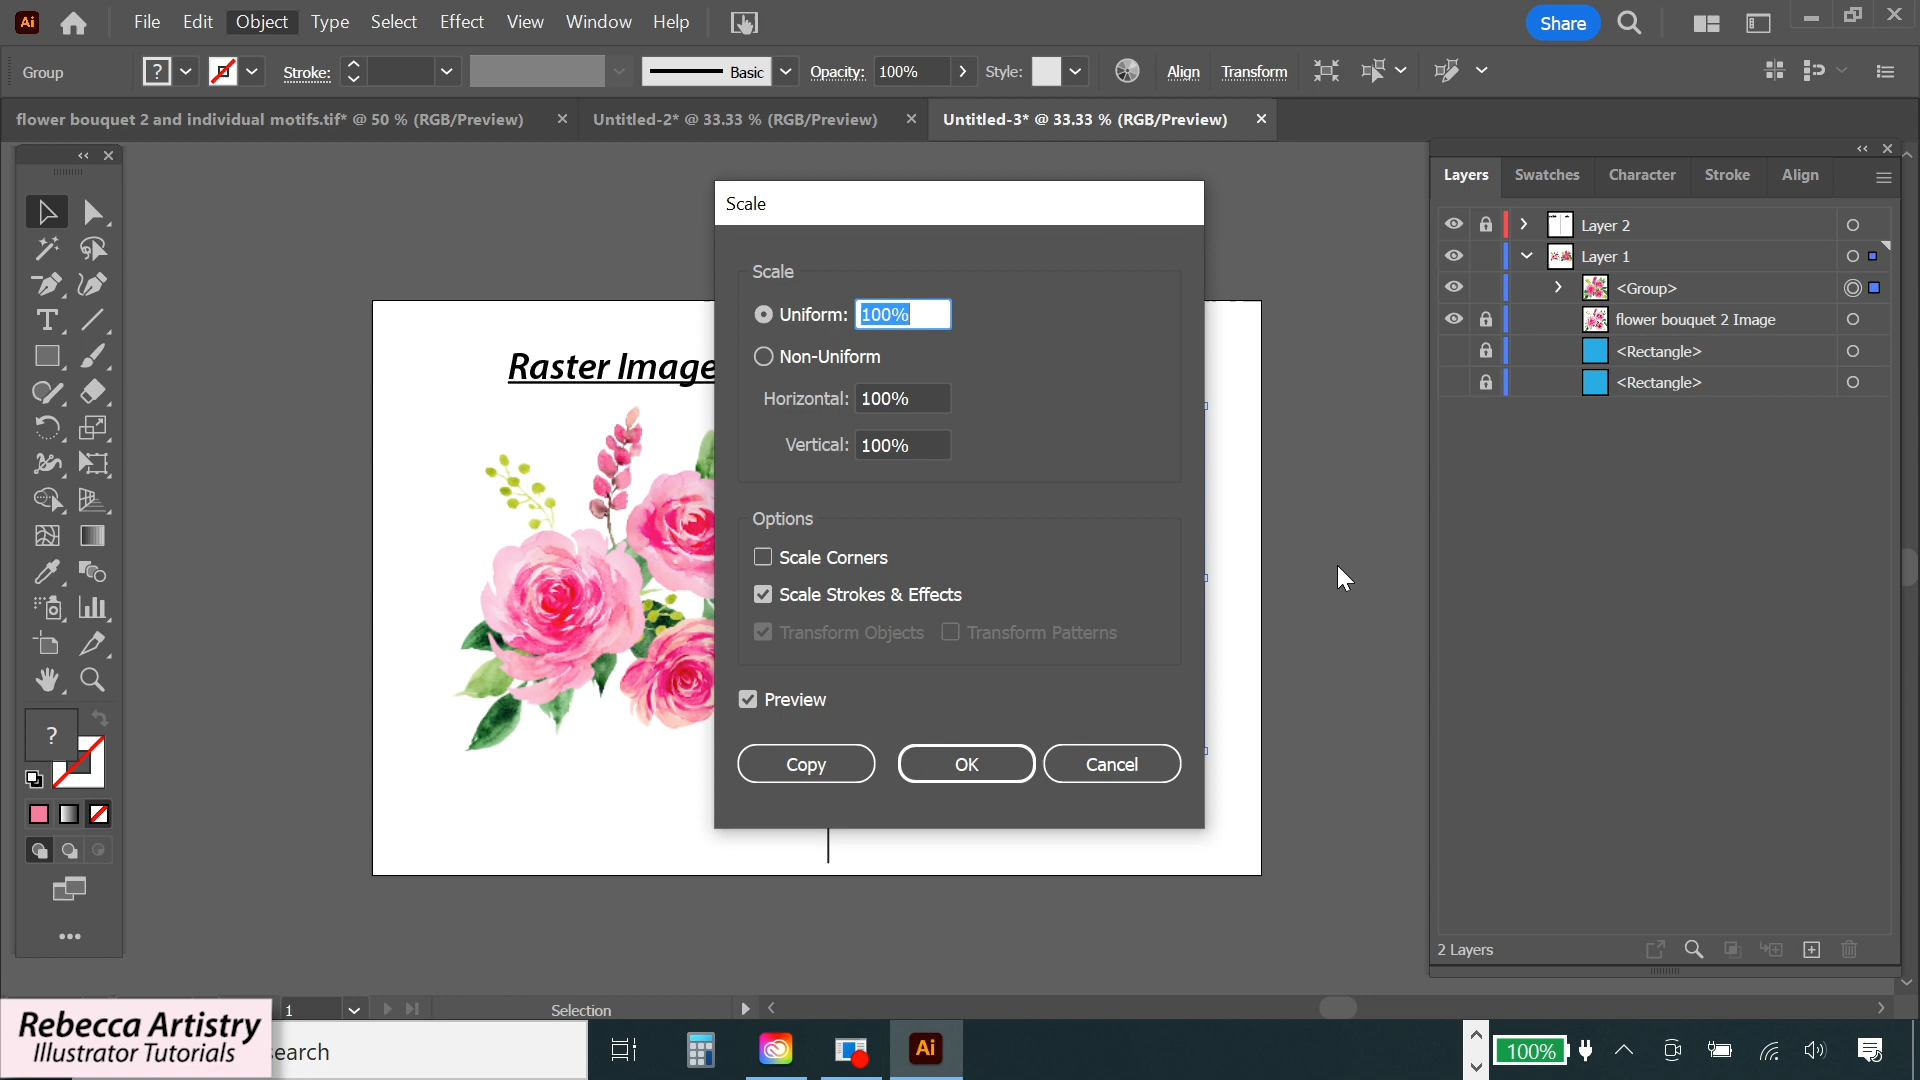 Ai File Edit Object Type Select Effect View Window Help Share
Group ? Stroke: Basic Opacity: 100% Style: Align Transform
flower bouquet 2 and individual motifs.tif* @ 50 % (RGB/Preview) Untitled-2* @ 33.33 % (RGB/Preview) Untitled-3* @ 33.33 % (RGB/Preview)
Layers Swatches Character Stroke Align
Layer 2
Layer 1
<Group>
flower bouquet 2 Image
<Rectangle>
<Rectangle>
2 Layers
Raster Image
Scale
Scale
Uniform: 100%
Non-Uniform
Horizontal: 100%
Vertical: 100%
Options
Scale Corners
Scale Strokes & Effects
Transform Objects Transform Patterns
Preview
Copy OK Cancel
?
1 Selection
Rebecca Artistry
Illustrator Tutorials
earch
Ai
100%